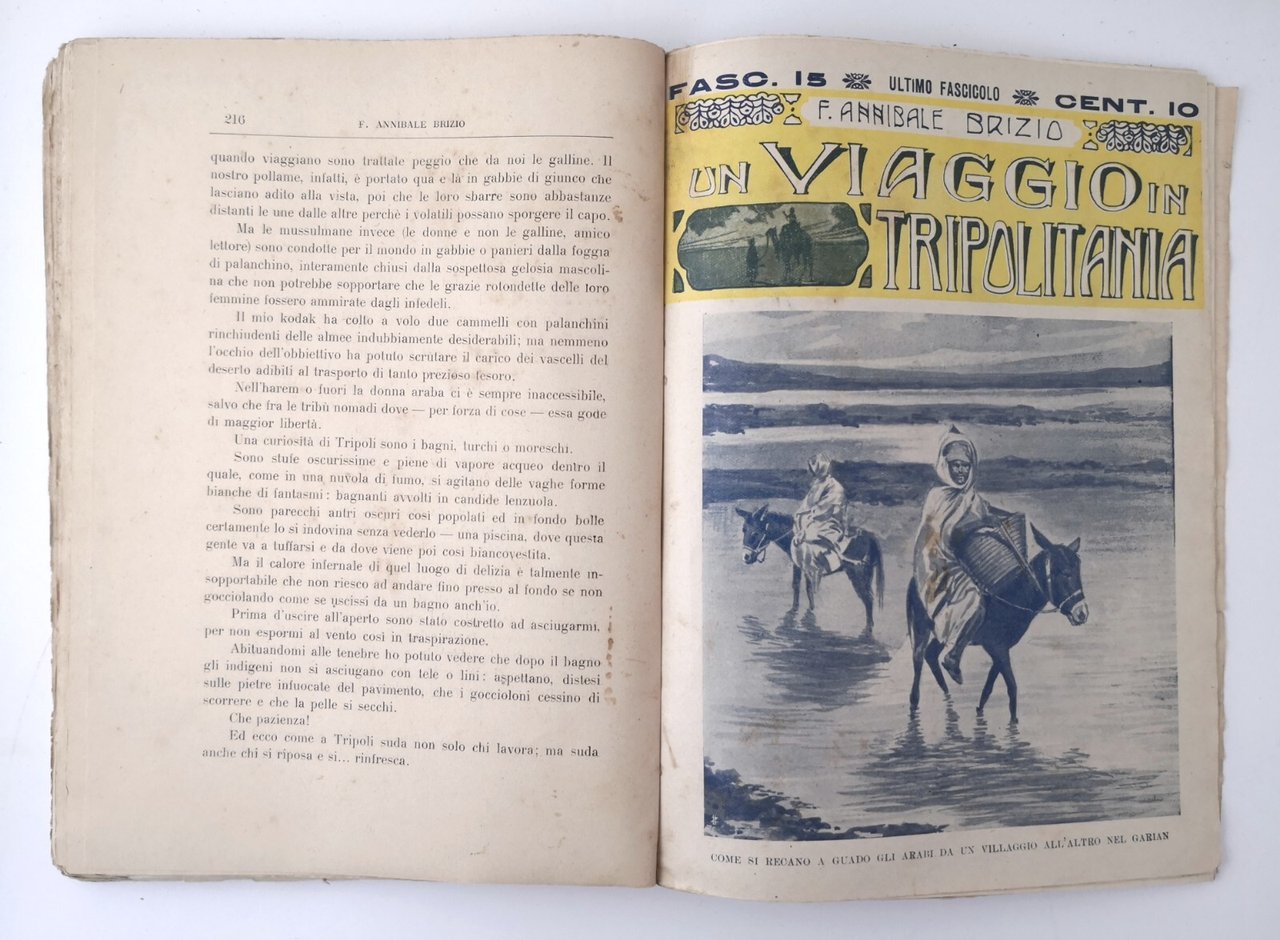 216
F. ANNIBALE BRIZIO
quando viaggiano sono trattate peggio che da noi le galline. Il
nostro pollame, infatti, è portato qua e là in gabbie di giunco che
lasciano adito alla vista, poi che le loro sbarre sono abbastanze
distanti le une dalle altre perchè i volatili possano sporgere il capo.
Ma le mussulmane invece (le donne e non le galline, amico
lettore) sono condotte per il mondo in gabbie o panieri dalla foggia
di palanchino, interamente chiusi dalla sospettosa gelosia mascoli-
na che non potrebbe sopportare che le grazie rotondette delle loro
femmine fossero ammirate dagli infedeli.
Il mio kodak ha colto a volo due cammelli con palanchini
rinchiudenti delle almee indubbiamente desiderabili; ma nemmeno
l'occhio dell'obbiettivo ha potuto scrutare il carico dei vascelli del
deserto adibiti al trasporto di tanto prezioso tesoro.
Nell'harem o fuori la donna araba ci è sempre inaccessibile,
salvo che fra le tribù nomadi dove — per forza di cose — essa gode
di maggior libertà.
Una curiosità di Tripoli sono i bagni, turchi o moreschi.
Sono stufe oscurissime e piene di vapore acqueo dentro il
quale, come in una nuvola di fumo, si agitano delle vaghe forme
bianche di fantasmi: bagnanti avvolti in candide lenzuola.
Sono parecchi antri oscuri così popolati ed in fondo bolle
certamente lo si indovina senza vederlo — una piscina, dove questa
gente va a tuffarsi e da dove viene poi così biancovestita.
Ma il calore infernale di quel luogo di delizia è talmente in-
sopportabile che non riesco ad andare fino presso al fondo se non
gocciolando come se uscissi da un bagno anch'io.
Prima d'uscire all'aperto sono stato costretto ad asciugarmi,
per non espormi al vento così in traspirazione.
Abituandomi alle tenebre ho potuto vedere che dopo il bagno
gli indigeni non si asciugano con tele o lini: aspettano, distesi
sulle pietre infuocate del pavimento, che i goccioloni cessino di
scorrere e che la pelle si secchi.
Che pazienza!
Ed ecco come a Tripoli suda non solo chi lavora; ma suda
anche chi si riposa e si... rinfresca.
FASC. 15 ULTIMO FASCICOLO CENT. 10
F. ANNIBALE BRIZIO
UN VIAGGIO IN
TRIPOLITANIA
COME SI RECANO A GUADO GLI ARABI DA UN VILLAGGIO ALL'ALTRO NEL GARIAN